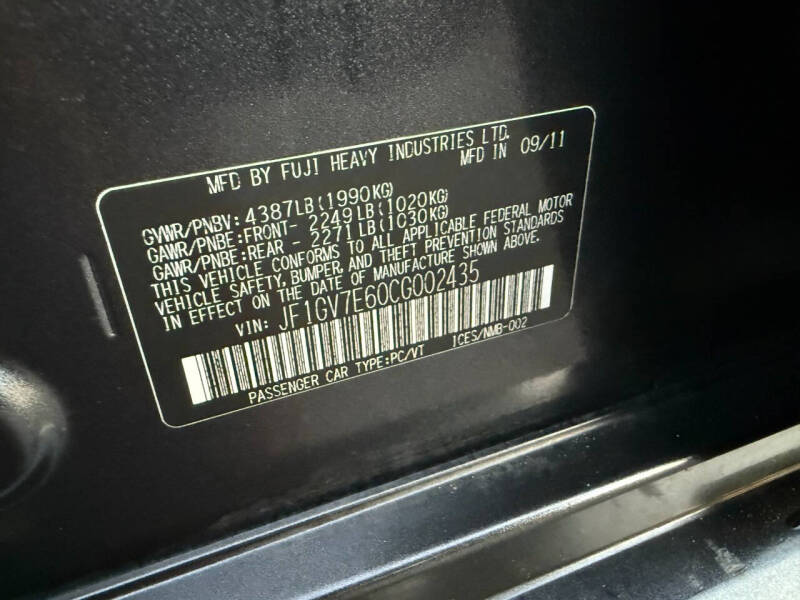 MFD BY FUJI HEAVY INDUSTRIES LTD.
MFD IN 09/11
GVWR/PNBV: 4387LB(1990KG)
GAWR/PNBE:FRONT- 2249LB(1020KG)
GAWR/PNBE:REAR - 2271LB(1030KG)
THIS VEHICLE CONFORMS TO ALL APPLICABLE FEDERAL MOTOR
VEHICLE SAFETY, BUMPER, AND THEFT PREVENTION STANDARDS
IN EFFECT ON THE DATE OF MANUFACTURE SHOWN ABOVE.
VIN: JF1GV7E60CG002435
PASSENGER CAR TYPE:PC/VT ICES/NMB-002